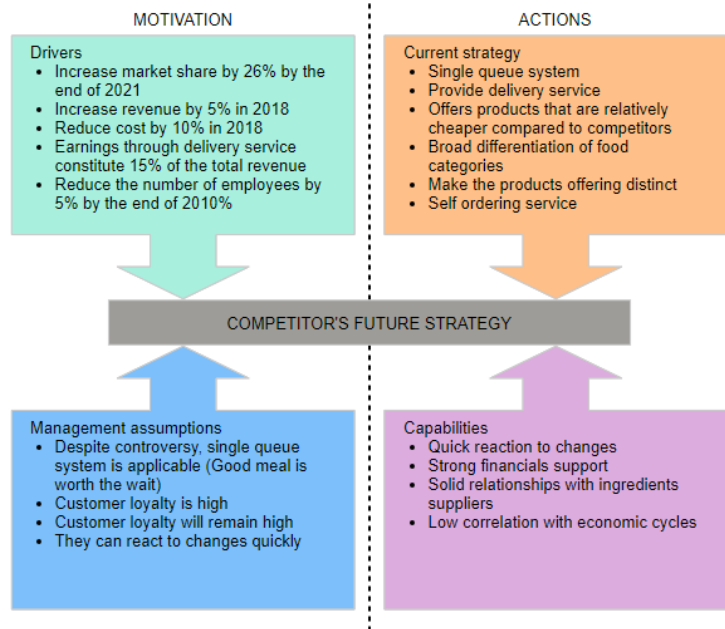 MOTIVATION
ACTIONS
Drivers
• Increase market share by 26% by the
end of 2021
• Increase revenue by 5% in 2018
• Reduce cost by 10% in 2018
• Earnings through delivery service
constitute 15% of the total revenue
• Reduce the number of employees by
5% by the end of 2010%
Current strategy
• Single queue system
• Provide delivery service
• Offers products that are relatively
cheaper compared to competitors
• Broad differentiation of food
categories
• Make the products offering distinct
• Self ordering service
COMPETITOR'S FUTURE STRATEGY
Management assumptions
• Despite controversy, single queue
system is applicable (Good meal is
worth the wait)
• Customer loyalty is high
• Customer loyalty will remain high
• They can react to changes quickly
Capabilities
• Quick reaction to changes
• Strong financials support
• Solid relationships with ingredients
suppliers
• Low correlation with economic cycles